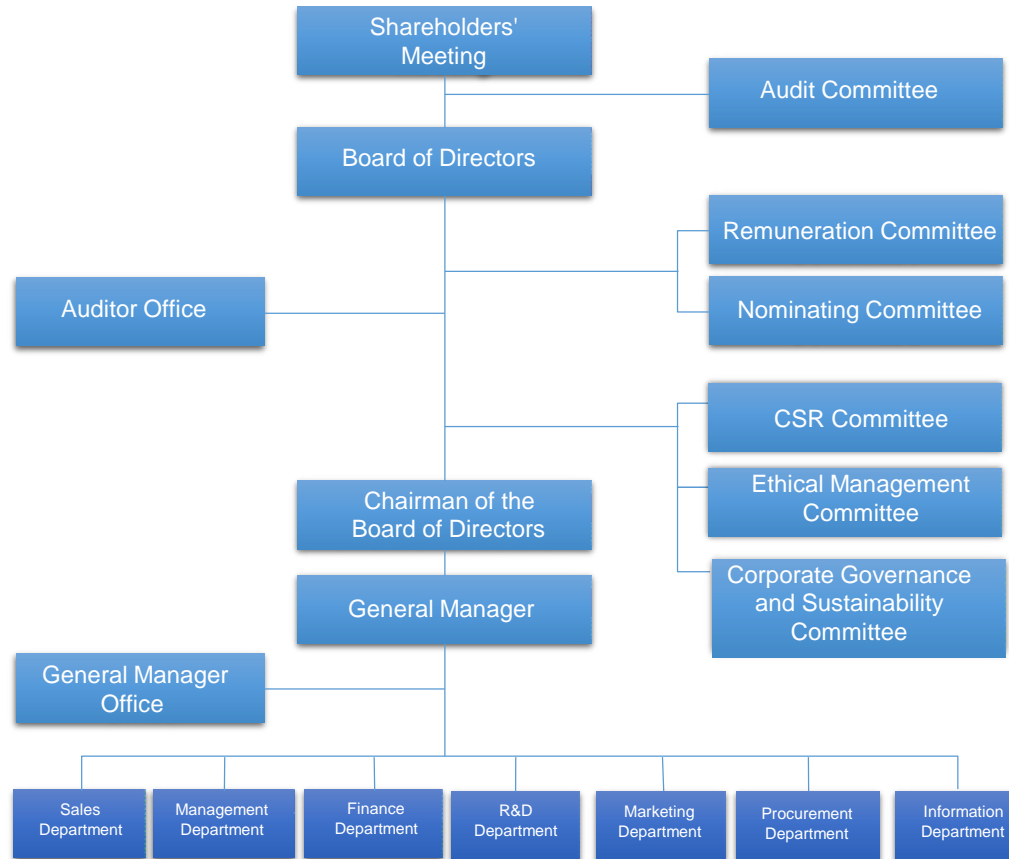 Shareholders'
Meeting
Audit Committee
Board of Directors
Remuneration Committee
Auditor Office
Nominating Committee
CSR Committee
Ethical Management
Committee
Chairman of the
Board of Directors
Corporate Governance
and Sustainability
Committee
General Manager
General Manager
Office
Sales
Department
Management
Department
Finance
Department
R&D
Department
Marketing
Department
Procurement
Department
Information
Department